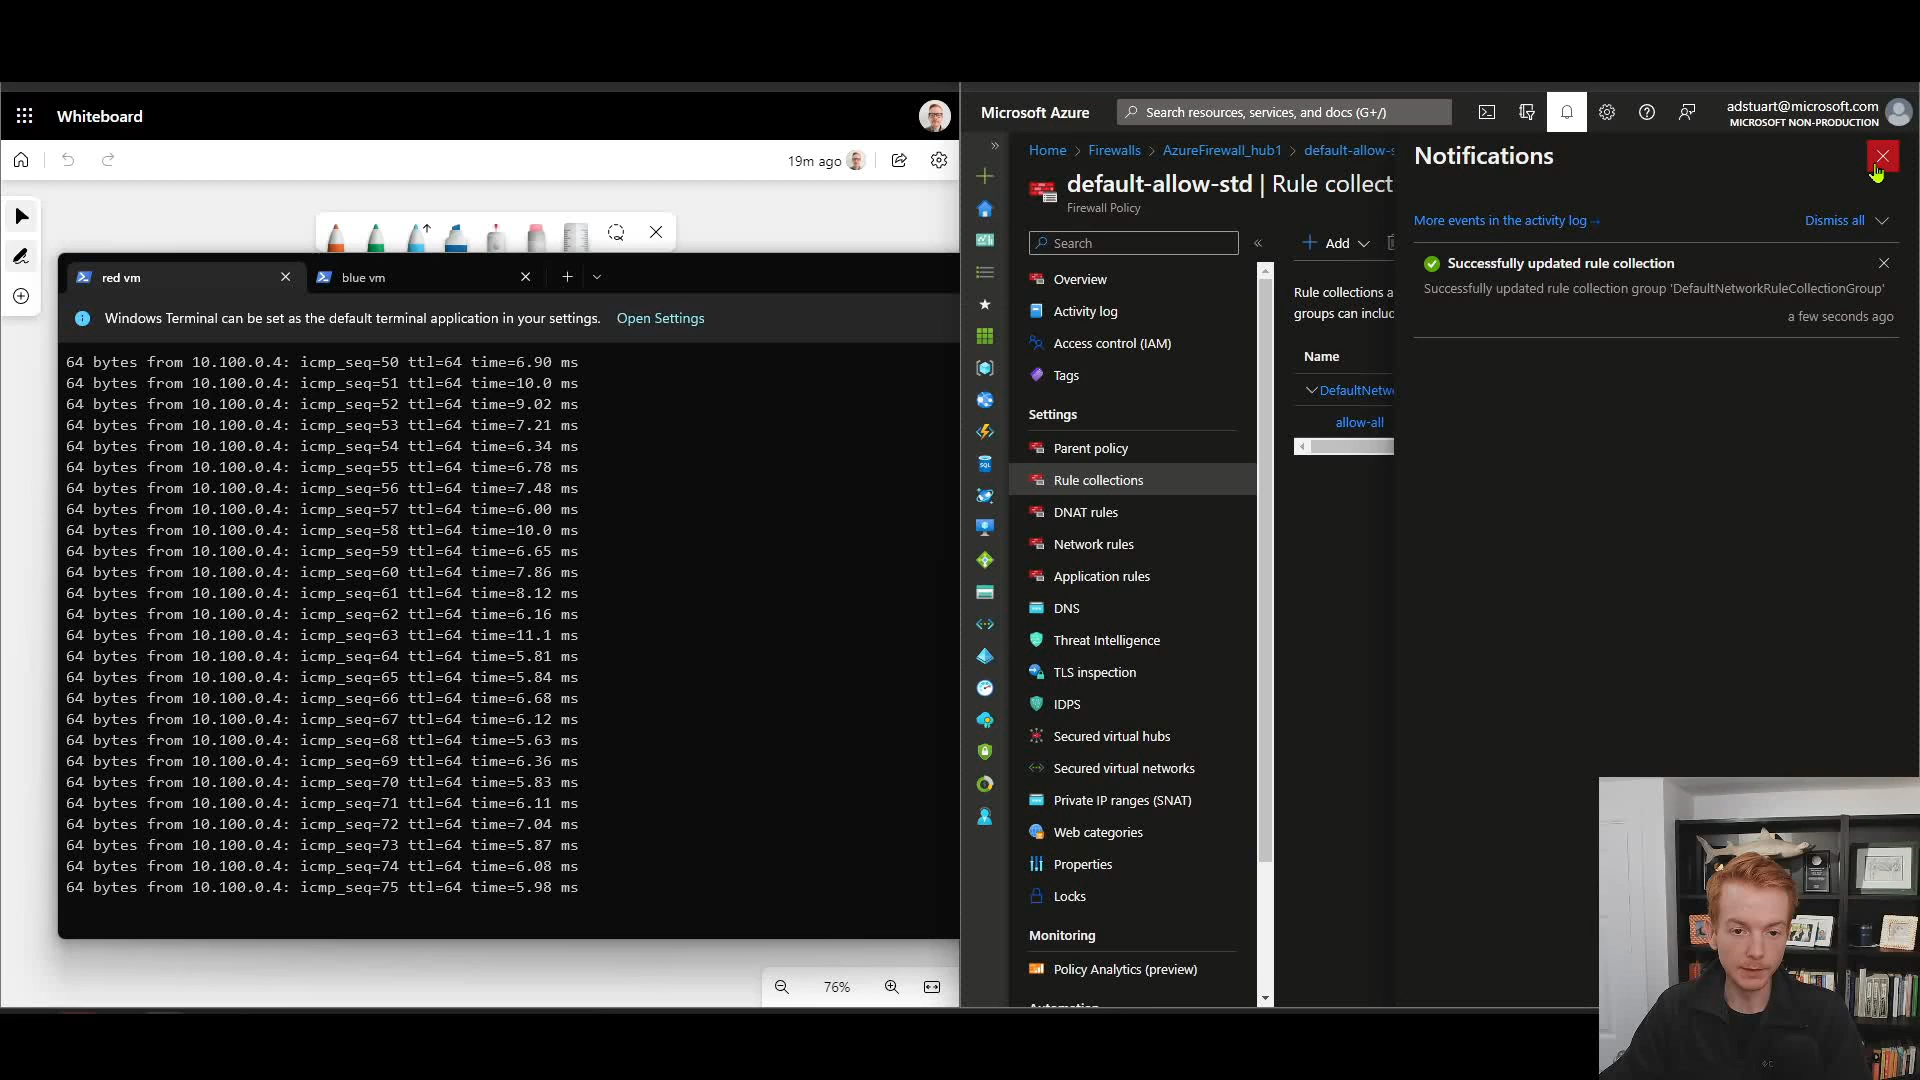 Whiteboard
19m ago
red vm
blue vm
Windows Terminal can be set as the default terminal application in your settings. Open Settings
64 bytes from 10.100.0.4: icmp_seq=50 ttl=64 time=6.90 ms
64 bytes from 10.100.0.4: icmp_seq=51 ttl=64 time=10.0 ms
64 bytes from 10.100.0.4: icmp_seq=52 ttl=64 time=9.02 ms
64 bytes from 10.100.0.4: icmp_seq=53 ttl=64 time=7.21 ms
64 bytes from 10.100.0.4: icmp_seq=54 ttl=64 time=6.34 ms
64 bytes from 10.100.0.4: icmp_seq=55 ttl=64 time=6.78 ms
64 bytes from 10.100.0.4: icmp_seq=56 ttl=64 time=7.48 ms
64 bytes from 10.100.0.4: icmp_seq=57 ttl=64 time=6.00 ms
64 bytes from 10.100.0.4: icmp_seq=58 ttl=64 time=10.0 ms
64 bytes from 10.100.0.4: icmp_seq=59 ttl=64 time=6.65 ms
64 bytes from 10.100.0.4: icmp_seq=60 ttl=64 time=7.86 ms
64 bytes from 10.100.0.4: icmp_seq=61 ttl=64 time=8.12 ms
64 bytes from 10.100.0.4: icmp_seq=62 ttl=64 time=6.16 ms
64 bytes from 10.100.0.4: icmp_seq=63 ttl=64 time=11.1 ms
64 bytes from 10.100.0.4: icmp_seq=64 ttl=64 time=5.81 ms
64 bytes from 10.100.0.4: icmp_seq=65 ttl=64 time=5.84 ms
64 bytes from 10.100.0.4: icmp_seq=66 ttl=64 time=6.68 ms
64 bytes from 10.100.0.4: icmp_seq=67 ttl=64 time=6.12 ms
64 bytes from 10.100.0.4: icmp_seq=68 ttl=64 time=5.63 ms
64 bytes from 10.100.0.4: icmp_seq=69 ttl=64 time=6.36 ms
64 bytes from 10.100.0.4: icmp_seq=70 ttl=64 time=5.83 ms
64 bytes from 10.100.0.4: icmp_seq=71 ttl=64 time=6.11 ms
64 bytes from 10.100.0.4: icmp_seq=72 ttl=64 time=7.04 ms
64 bytes from 10.100.0.4: icmp_seq=73 ttl=64 time=5.87 ms
64 bytes from 10.100.0.4: icmp_seq=74 ttl=64 time=6.08 ms
64 bytes from 10.100.0.4: icmp_seq=75 ttl=64 time=5.98 ms
76%
Microsoft Azure
Search resources, services, and docs (G+/)
adstuart@microsoft.com
MICROSOFT NON-PRODUCTION
Home > Firewalls > AzureFirewall_hub1 > default-allow-s
default-allow-std | Rule collect
Firewall Policy
Search
«
Overview
Activity log
Access control (IAM)
Tags
Settings
Parent policy
Rule collections
DNAT rules
Network rules
Application rules
DNS
Threat Intelligence
TLS inspection
IDPS
Secured virtual hubs
Secured virtual networks
Private IP ranges (SNAT)
Web categories
Properties
Locks
Monitoring
Policy Analytics (preview)
Add
Rule collections a
groups can inclu
Name
DefaultNetw
allow-all
Notifications
More events in the activity log →
Dismiss all
Successfully updated rule collection
Successfully updated rule collection group 'DefaultNetworkRuleCollectionGroup'
a few seconds ago